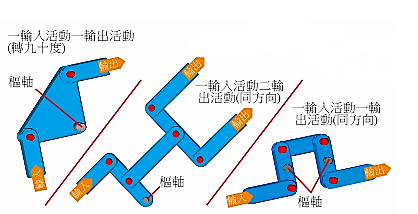 一輸入活動一輸出活動
(轉九十度)
輸出
樞軸
輸入
一輸入活動二輸
出活動(同方向)
輸出
輸出
輸入
樞軸
一輸入活動一輸
出活動(同方向)
輸入
輸出
樞軸